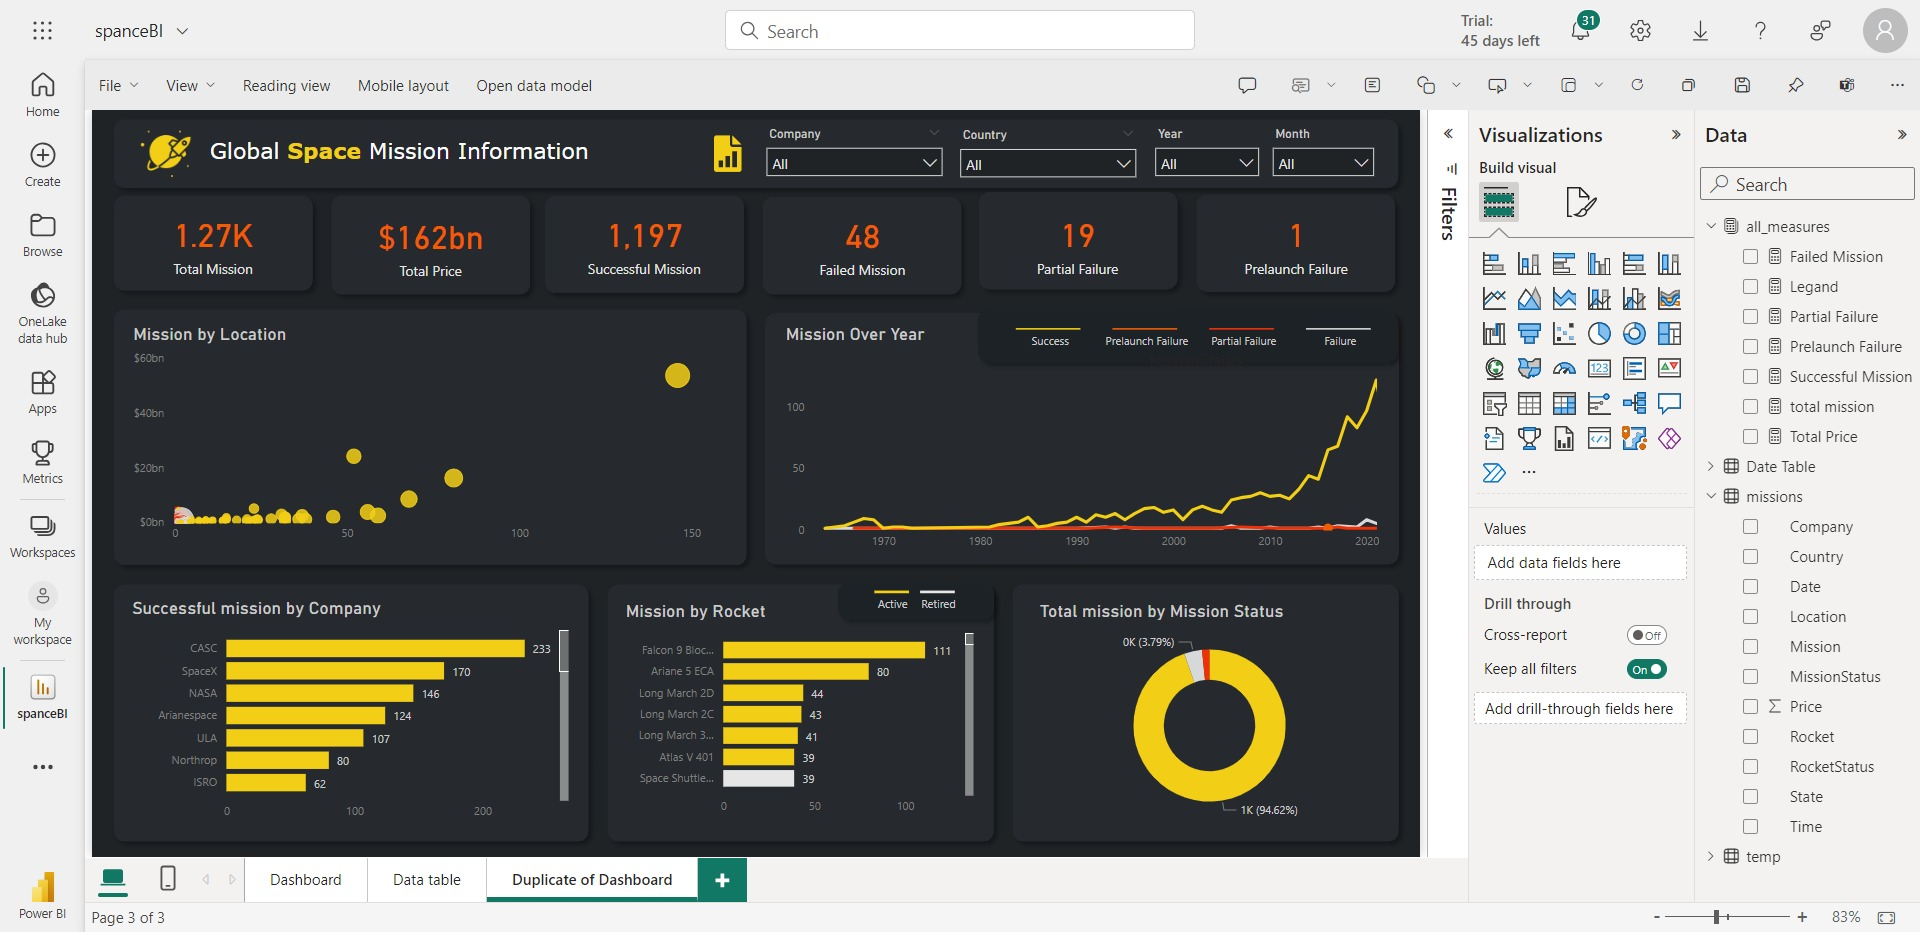 spanceBI
Search
Trial:
45 days left
31
Home
Create
Browse
OneLake
data hub
Apps
Metrics
Workspaces
My
workspace
spanceBI
Power BI
File
View
Reading view
Mobile layout
Open data model
Global Space Mission Information
Company
All
Country
All
Year
All
Month
All
1.27K
Total Mission
$162bn
Total Price
1,197
Successful Mission
48
Failed Mission
19
Partial Failure
1
Prelaunch Failure
Mission by Location
$60bn
$40bn
$20bn
$0bn
0
50
100
150
Mission Over Year
Success
Prelaunch Failure
Partial Failure
Failure
100
50
0
1970
1980
1990
2000
2010
2020
Successful mission by Company
CASC 233
SpaceX 170
NASA 146
Arianespace 124
ULA 107
Northrop 80
ISRO 62
0 100 200
Mission by Rocket
Active Retired
Falcon 9 Bloc... 111
Ariane 5 ECA 80
Long March 2D 44
Long March 2C 43
Long March 3... 41
Atlas V 401 39
Space Shuttle... 39
0 50 100
Total mission by Mission Status
0K (3.79%)
1K (94.62%)
Dashboard
Data table
Duplicate of Dashboard
Page 3 of 3
83%
Filters
Visualizations
Build visual
123
Values
Add data fields here
Drill through
Cross-report
Off
Keep all filters
On
Add drill-through fields here
Data
Search
all_measures
Failed Mission
Legand
Partial Failure
Prelaunch Failure
Successful Mission
total mission
Total Price
Date Table
missions
Company
Country
Date
Location
Mission
MissionStatus
Price
Rocket
RocketStatus
State
Time
temp